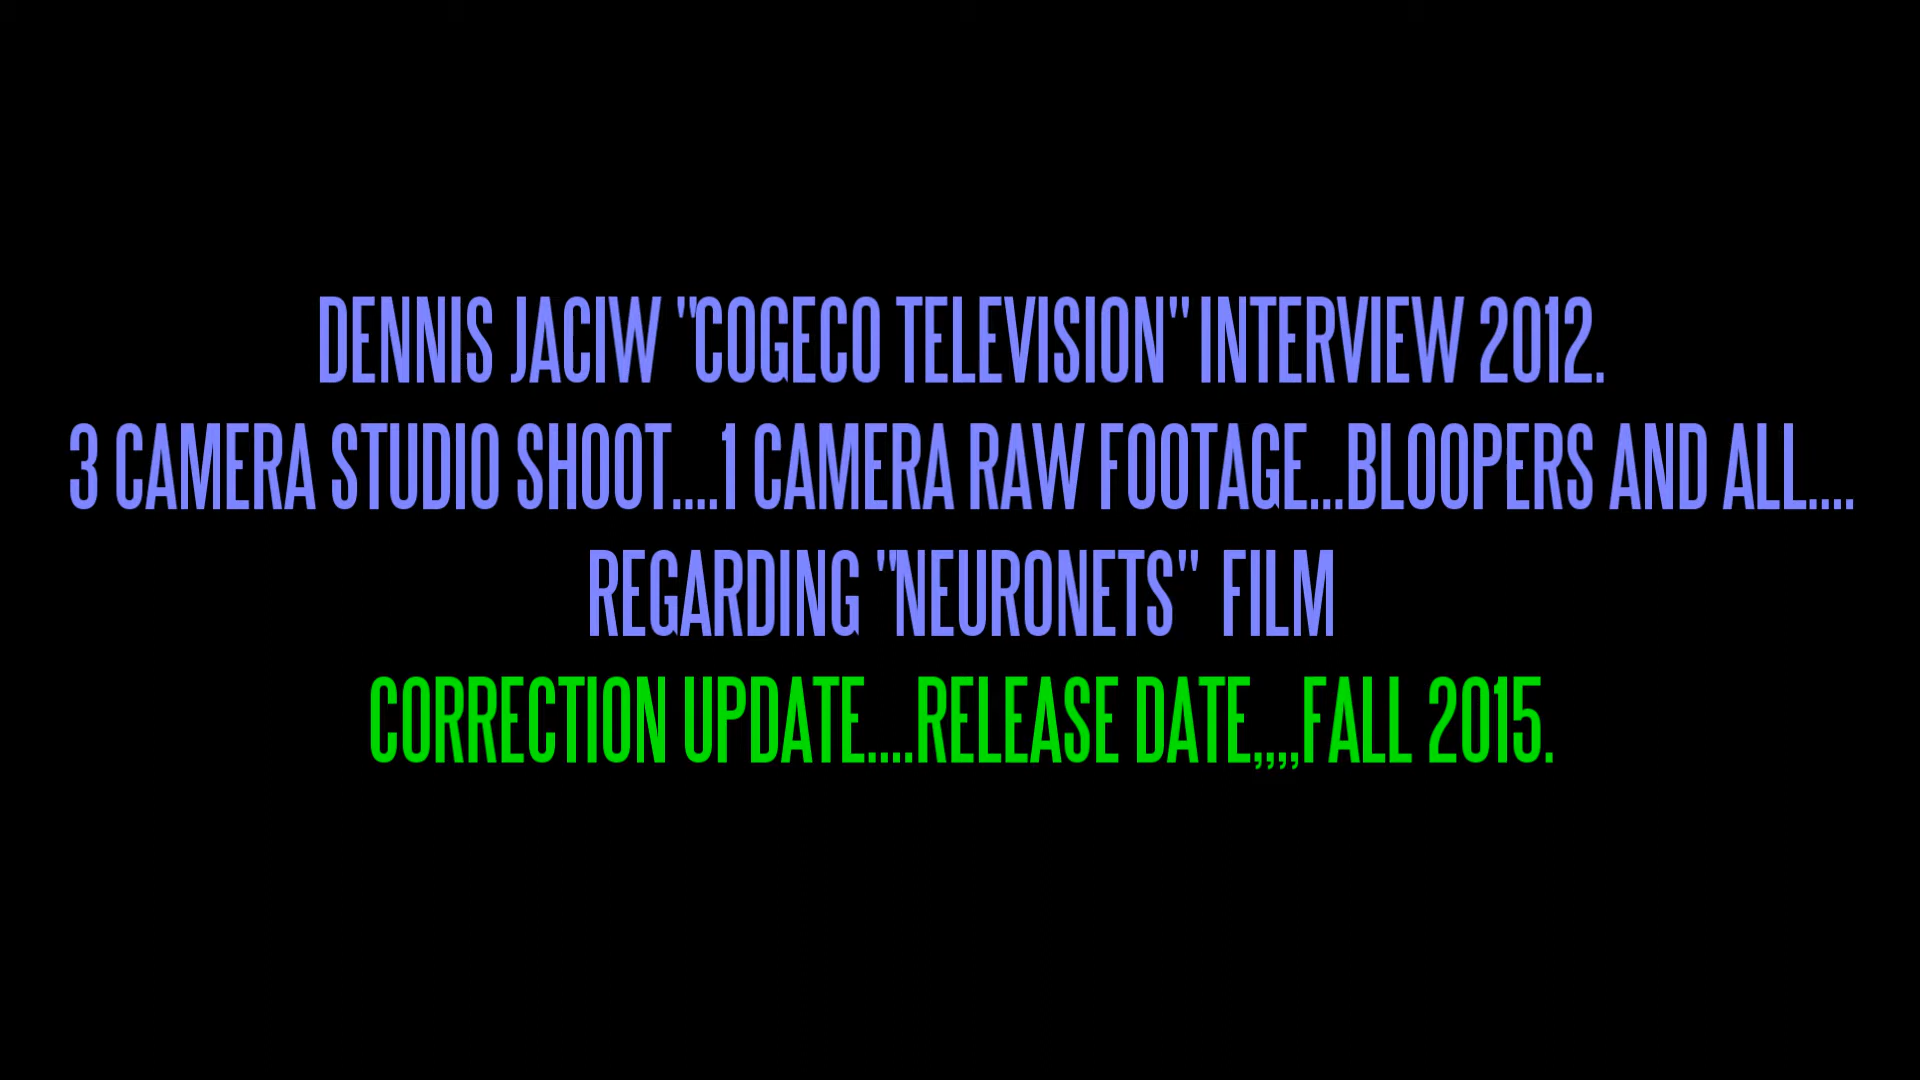 DENNIS JACIW "COGECO TELEVISION" INTERVIEW 2012.
3 CAMERA STUDIO SHOOT....1 CAMERA RAW FOOTAGE...BLOOPERS AND ALL....
REGARDING "NEURONETS" FILM
CORRECTION UPDATE....RELEASE DATE,,,,FALL 2015.